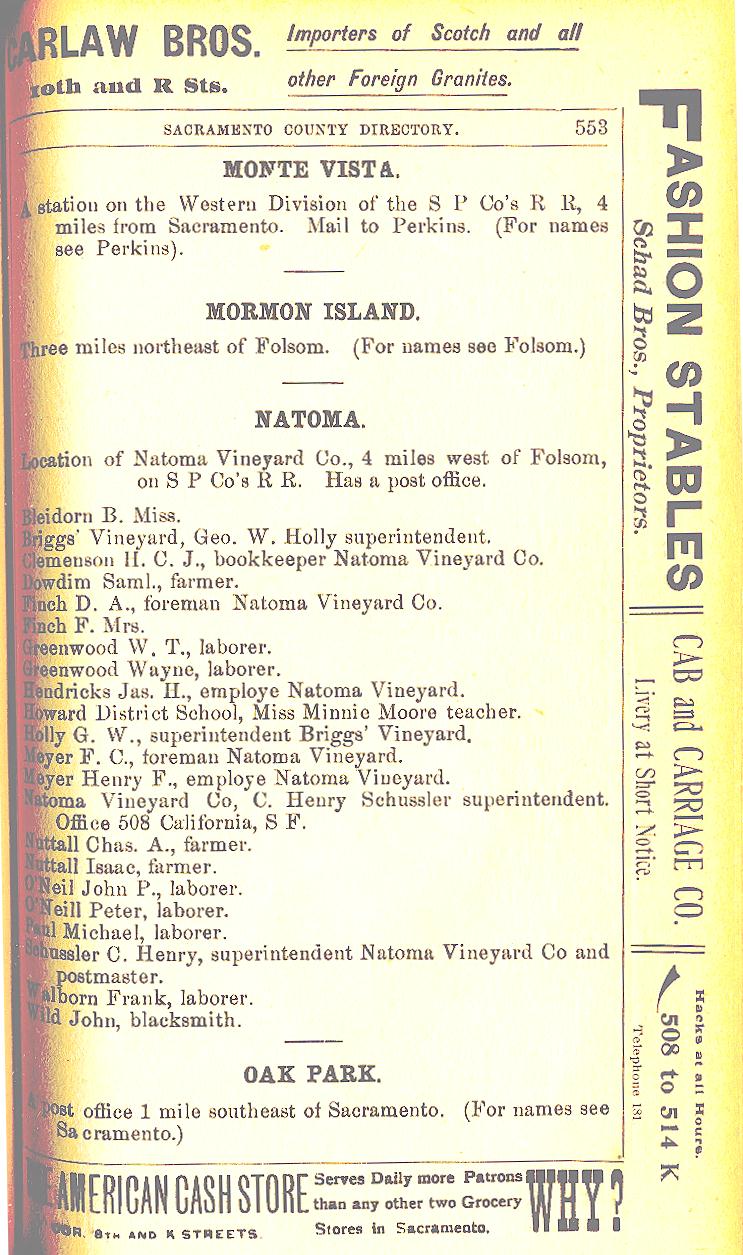 CARLAW BROS. Importers of Scotch and all
10th and R Sts. other Foreign Granites.
SACRAMENTO COUNTY DIRECTORY. 553
MONTE VISTA.
A station on the Western Division of the S P Co's R R, 4
miles from Sacramento. Mail to Perkins. (For names
see Perkins).
MORMON ISLAND.
Three miles northeast of Folsom. (For names see Folsom.)
NATOMA.
Location of Natoma Vineyard Co., 4 miles west of Folsom,
on S P Co's R R. Has a post office.
Bleidorn B. Miss.
Briggs' Vineyard, Geo. W. Holly superintendent.
Clemenson H. C. J., bookkeeper Natoma Vineyard Co.
Dowdim Saml., farmer.
Finch D. A., foreman Natoma Vineyard Co.
Finch F. Mrs.
Greenwood W. T., laborer.
Greenwood Wayne, laborer.
Hendricks Jas. H., employe Natoma Vineyard.
Howard District School, Miss Minnie Moore teacher.
Holly G. W., superintendent Briggs' Vineyard.
Meyer F. C., foreman Natoma Vineyard.
Meyer Henry F., employe Natoma Vineyard.
Natoma Vineyard Co, C. Henry Schussler superintendent.
Office 508 California, S F.
Nuttall Chas. A., farmer.
Nuttall Isaac, farmer.
O'Neil John P., laborer.
O'Neill Peter, laborer.
Paul Michael, laborer.
Schussler C. Henry, superintendent Natoma Vineyard Co and
postmaster.
Walborn Frank, laborer.
Wild John, blacksmith.
OAK PARK.
A post office 1 mile southeast of Sacramento. (For names see
Sacramento.)
AMERICAN CASH STORE
COR. 8TH AND K STREETS.
Serves Daily more Patrons
than any other two Grocery
Stores in Sacramento.
WHY?
FASHION STABLES
Schad Bros., Proprietors.
CAB and CARRIAGE CO.
Livery at Short Notice.
Hacks at all Hours.
508 to 514 K
Telephone 181